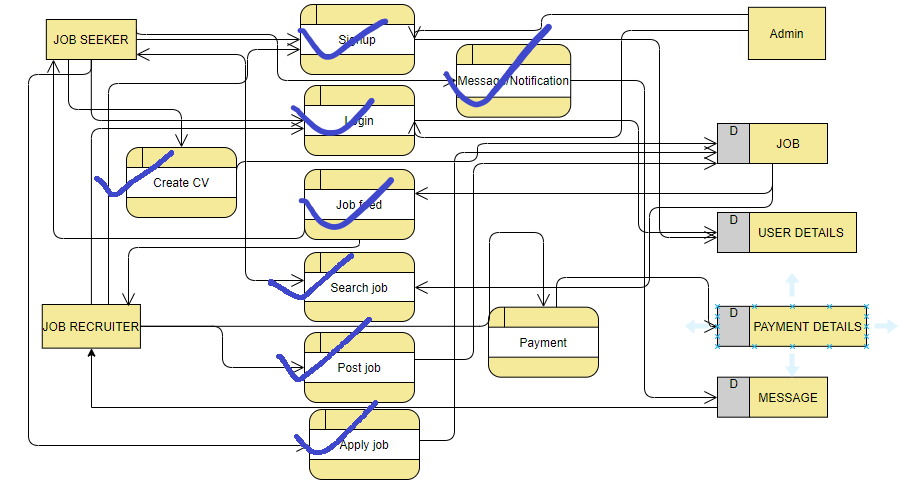 JOB SEEKER
Signup
Admin
Message/Notification
Login
D
JOB
Create CV
Job feed
D
USER DETAILS
Search job
D
PAYMENT DETAILS
JOB RECRUITER
Payment
Post job
D
MESSAGE
Apply job